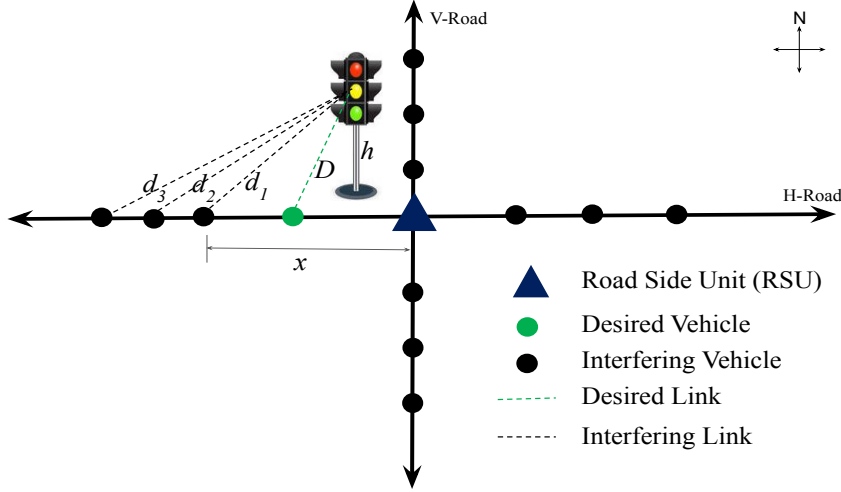 V-Road
N
h
D
d1
d2
d3
H-Road
x
Road Side Unit (RSU)
Desired Vehicle
Interfering Vehicle
Desired Link
Interfering Link